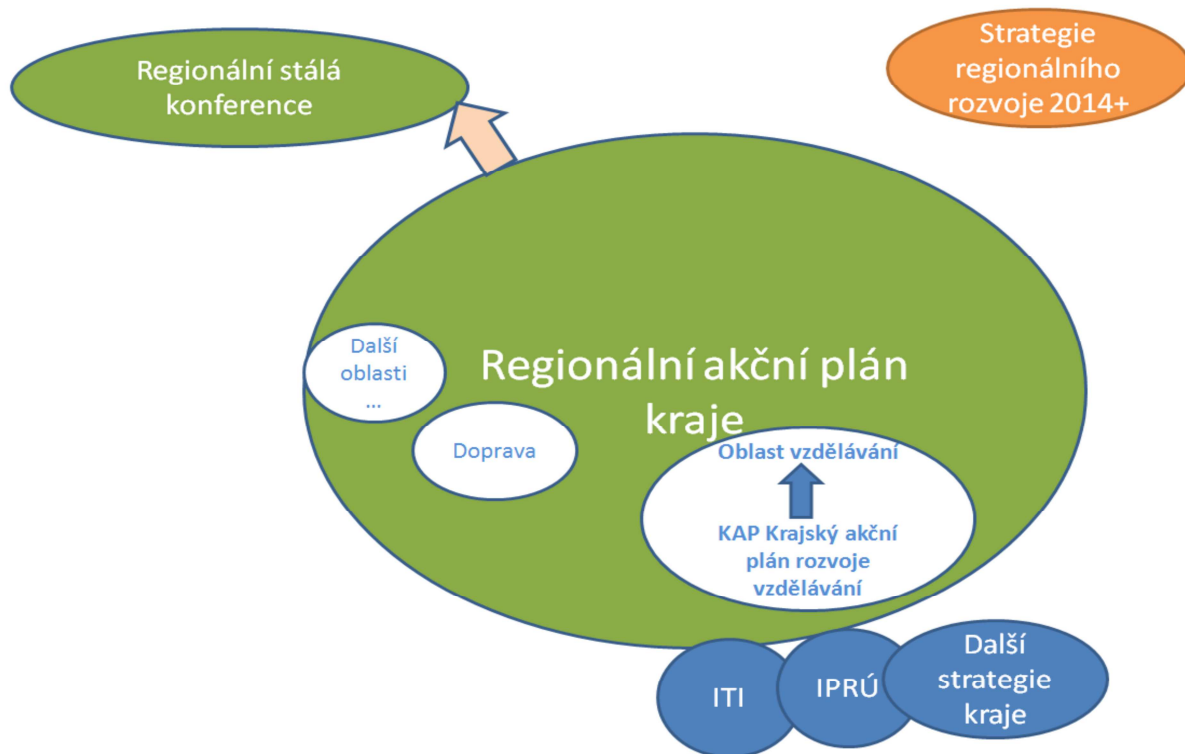 Regionální stálá
konference
Strategie
regionálního
rozvoje 2014+
Regionální akční plán
kraje
Další
oblasti
...
Doprava
Oblast vzdělávání
KAP Krajský akční
plán rozvoje
vzdělávání
ITI
IPRÚ
Další
strategie
kraje